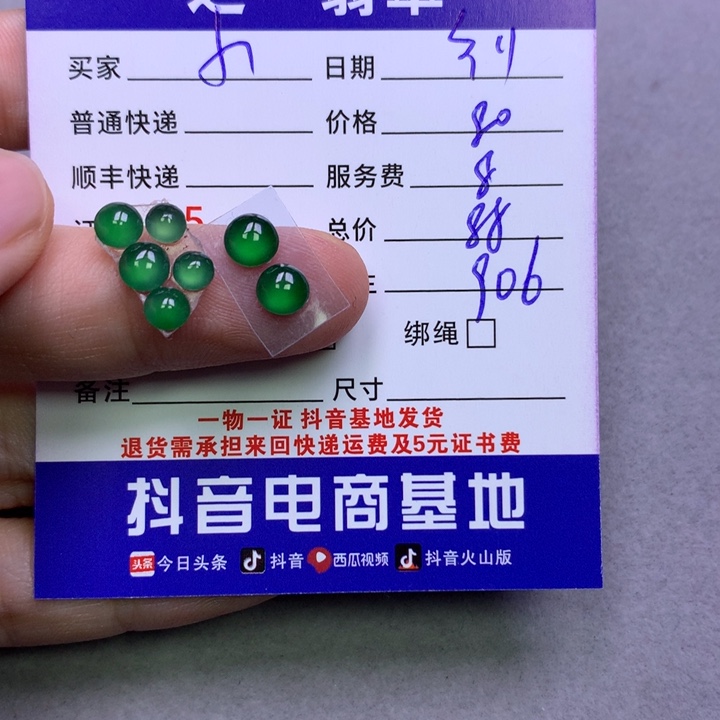 买家 日期
普通快递 价格 80
顺丰快递 服务费 8
5 总价 88
906
绑绳
备注 尺寸
一物一证 抖音基地发货
退货需承担来回快递运费及5元证书费
抖音电商基地
头条 今日头条 抖音 西瓜视频 抖音火山版